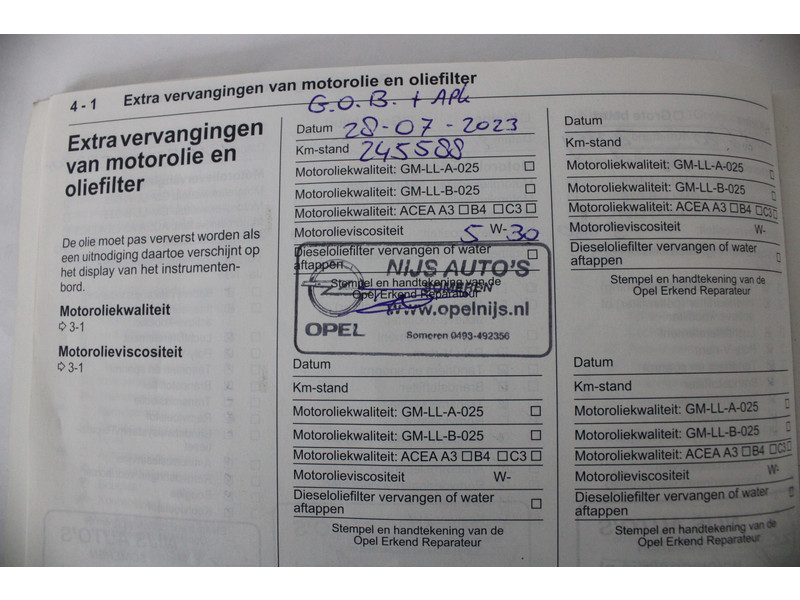 4 - 1 Extra vervangingen van motorolie en oliefilter
Extra vervangingen
van motorolie en
oliefilter
De olie moet pas ververst worden als
een uitnodiging daartoe verschijnt op
het display van het instrumenten-
bord.
Motoroliekwaliteit
3-1
Motorolieviscositeit
3-1
G.O.B. + APk
Datum 28-07-2023
Km-stand 245588
Motoroliekwaliteit: GM-LL-A-025
Motoroliekwaliteit: GM-LL-B-025
Motoroliekwaliteit: ACEA A3 B4 C3
Motorolieviscositeit 5 W- 30
Dieseloliefilter vervangen of water
aftappen
Stempel en handtekening van de
Opel Erkend Reparateur
NIJS AUTO'S
SOMEREN
www.opelnijs.nl
OPEL
Someren 0493-492356
Datum
Km-stand
Motoroliekwaliteit: GM-LL-A-025
Motoroliekwaliteit: GM-LL-B-025
Motoroliekwaliteit: ACEA A3 B4 C3
Motorolieviscositeit W-
Dieseloliefilter vervangen of water
aftappen
Stempel en handtekening van de
Opel Erkend Reparateur
Datum
Km-stand
Motoroliekwaliteit: GM-LL-A-025
Motoroliekwaliteit: GM-LL-B-025
Motoroliekwaliteit: ACEA A3 B4 C3
Motorolieviscositeit W-
Dieseloliefilter vervangen of water
aftappen
Stempel en handtekening van de
Opel Erkend Reparateur
Datum
Km-stand
Motoroliekwaliteit: GM-LL-A-025
Motoroliekwaliteit: GM-LL-B-025
Motoroliekwaliteit: ACEA A3 B4 C3
Motorolieviscositeit W-
Dieseloliefilter vervangen of water
aftappen
Stempel en handtekening van de
Opel Erkend Reparateur